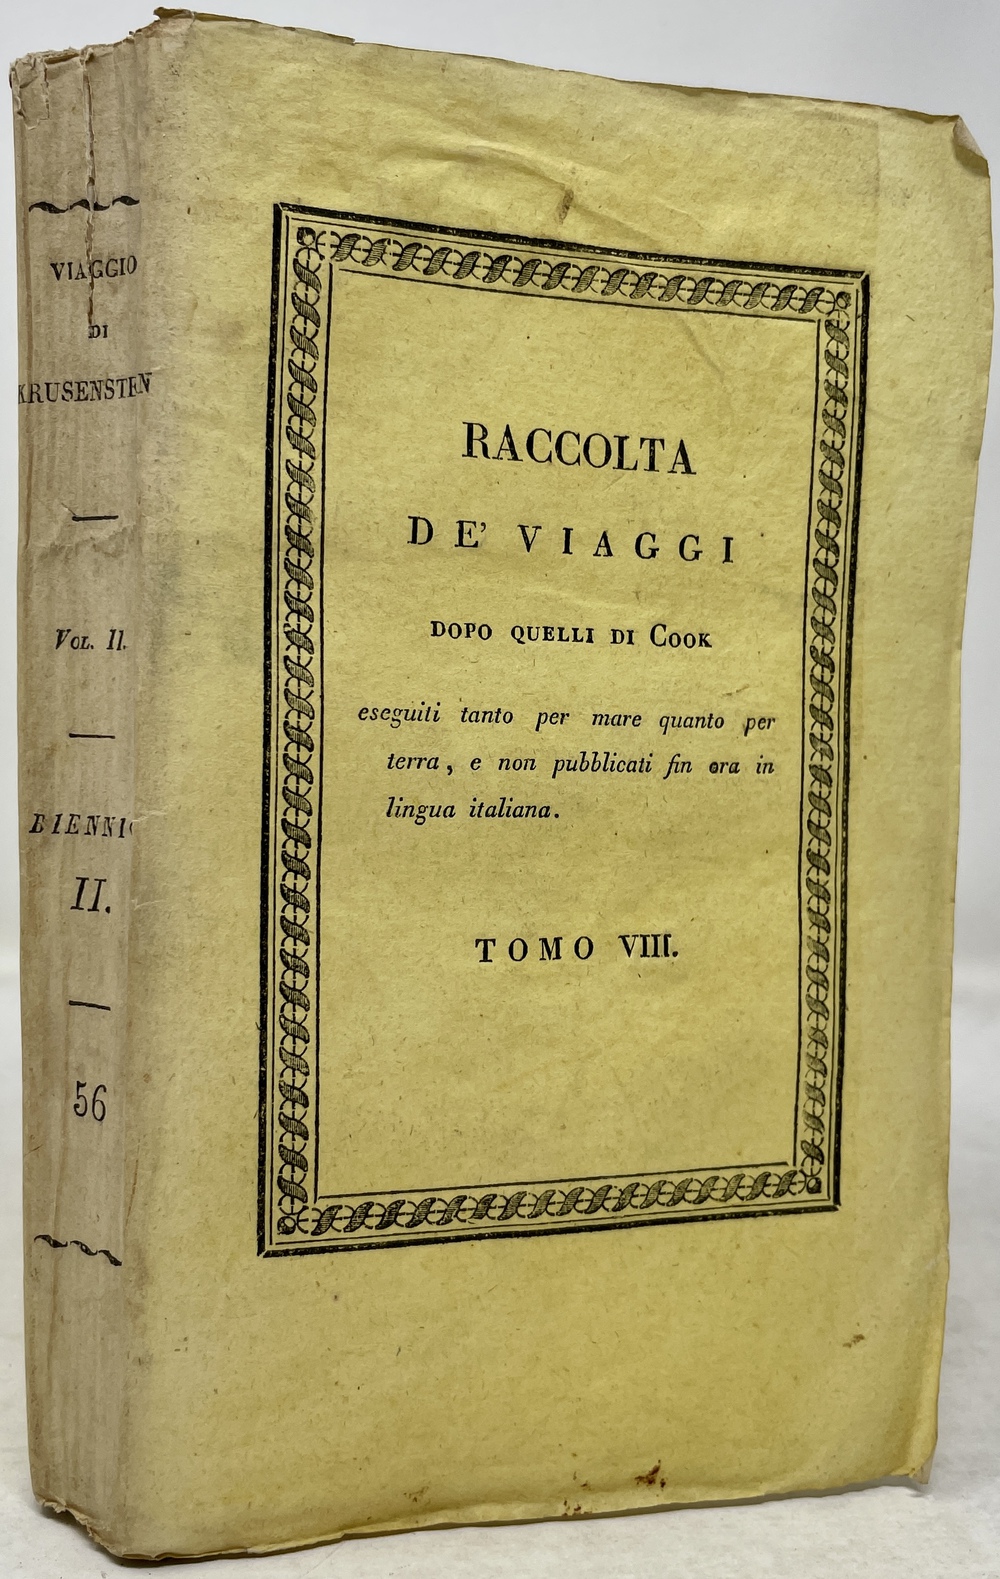 VIAGGIO
DI
KRUSENSTEN
VOL. II.
BIENNIO
II.
56
RACCOLTA
DE' VIAGGI
DOPO QUELLI DI COOK
eseguiti tanto per mare quanto per
terra, e non pubblicati fin ora in
lingua italiana.
TOMO VIII.